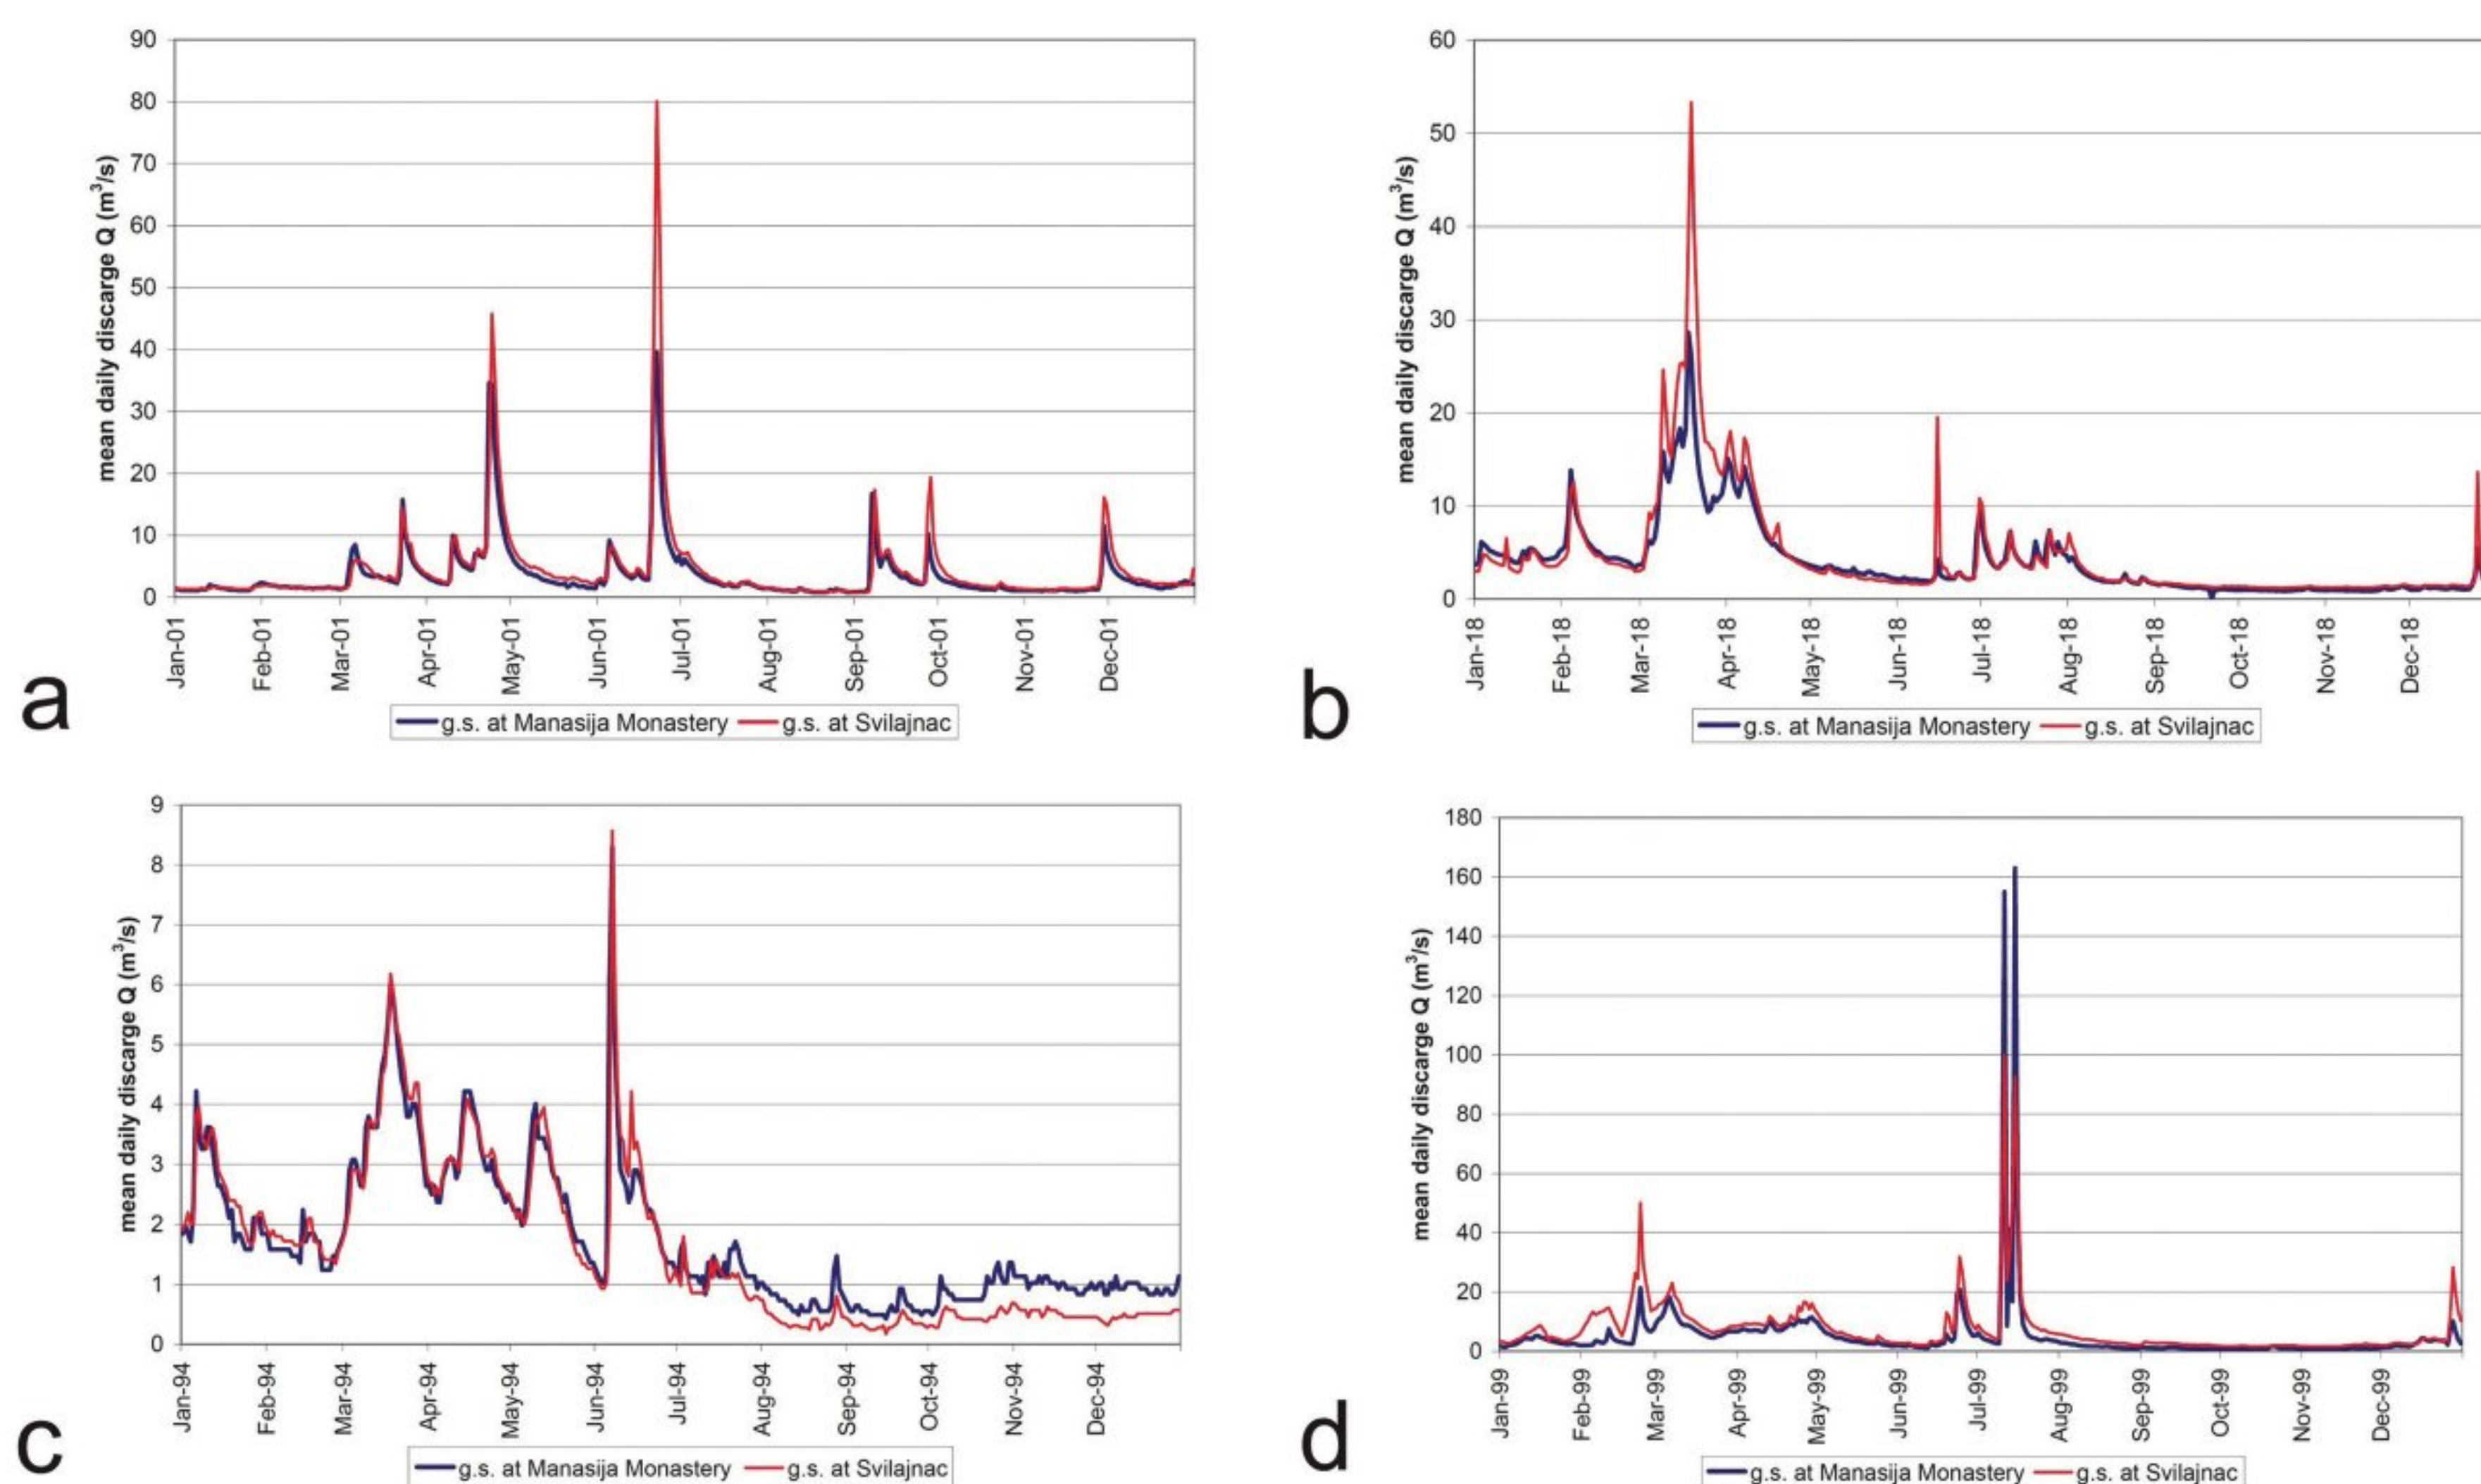 mean daily discarge Q (m³/s)
90
80
70
60
50
40
30
20
10
0
Jan-01
Feb-01
Mar-01
Apr-01
May-01
Jun-01
Jul-01
Aug-01
Sep-01
Oct-01
Nov-01
Dec-01
g.s. at Manasija Monastery
g.s. at Svilajnac
a
mean daily discarge Q (m³/s)
60
50
40
30
20
10
0
Jan-18
Feb-18
Mar-18
Apr-18
May-18
Jun-18
Jul-18
Aug-18
Sep-18
Oct-18
Nov-18
Dec-18
g.s. at Manasija Monastery
g.s. at Svilajnac
b
mean daily discarge Q (m³/s)
9
8
7
6
5
4
3
2
1
0
Jan-94
Feb-94
Mar-94
Apr-94
May-94
Jun-94
Jul-94
Aug-94
Sep-94
Oct-94
Nov-94
Dec-94
g.s. at Manasija Monastery
g.s. at Svilajnac
c
mean daily discarge Q (m³/s)
180
160
140
120
100
80
60
40
20
0
Jan-99
Feb-99
Mar-99
Apr-99
May-99
Jun-99
Jul-99
Aug-99
Sep-99
Oct-99
Nov-99
Dec-99
g.s. at Manasija Monastery
g.s. at Svilajnac
d